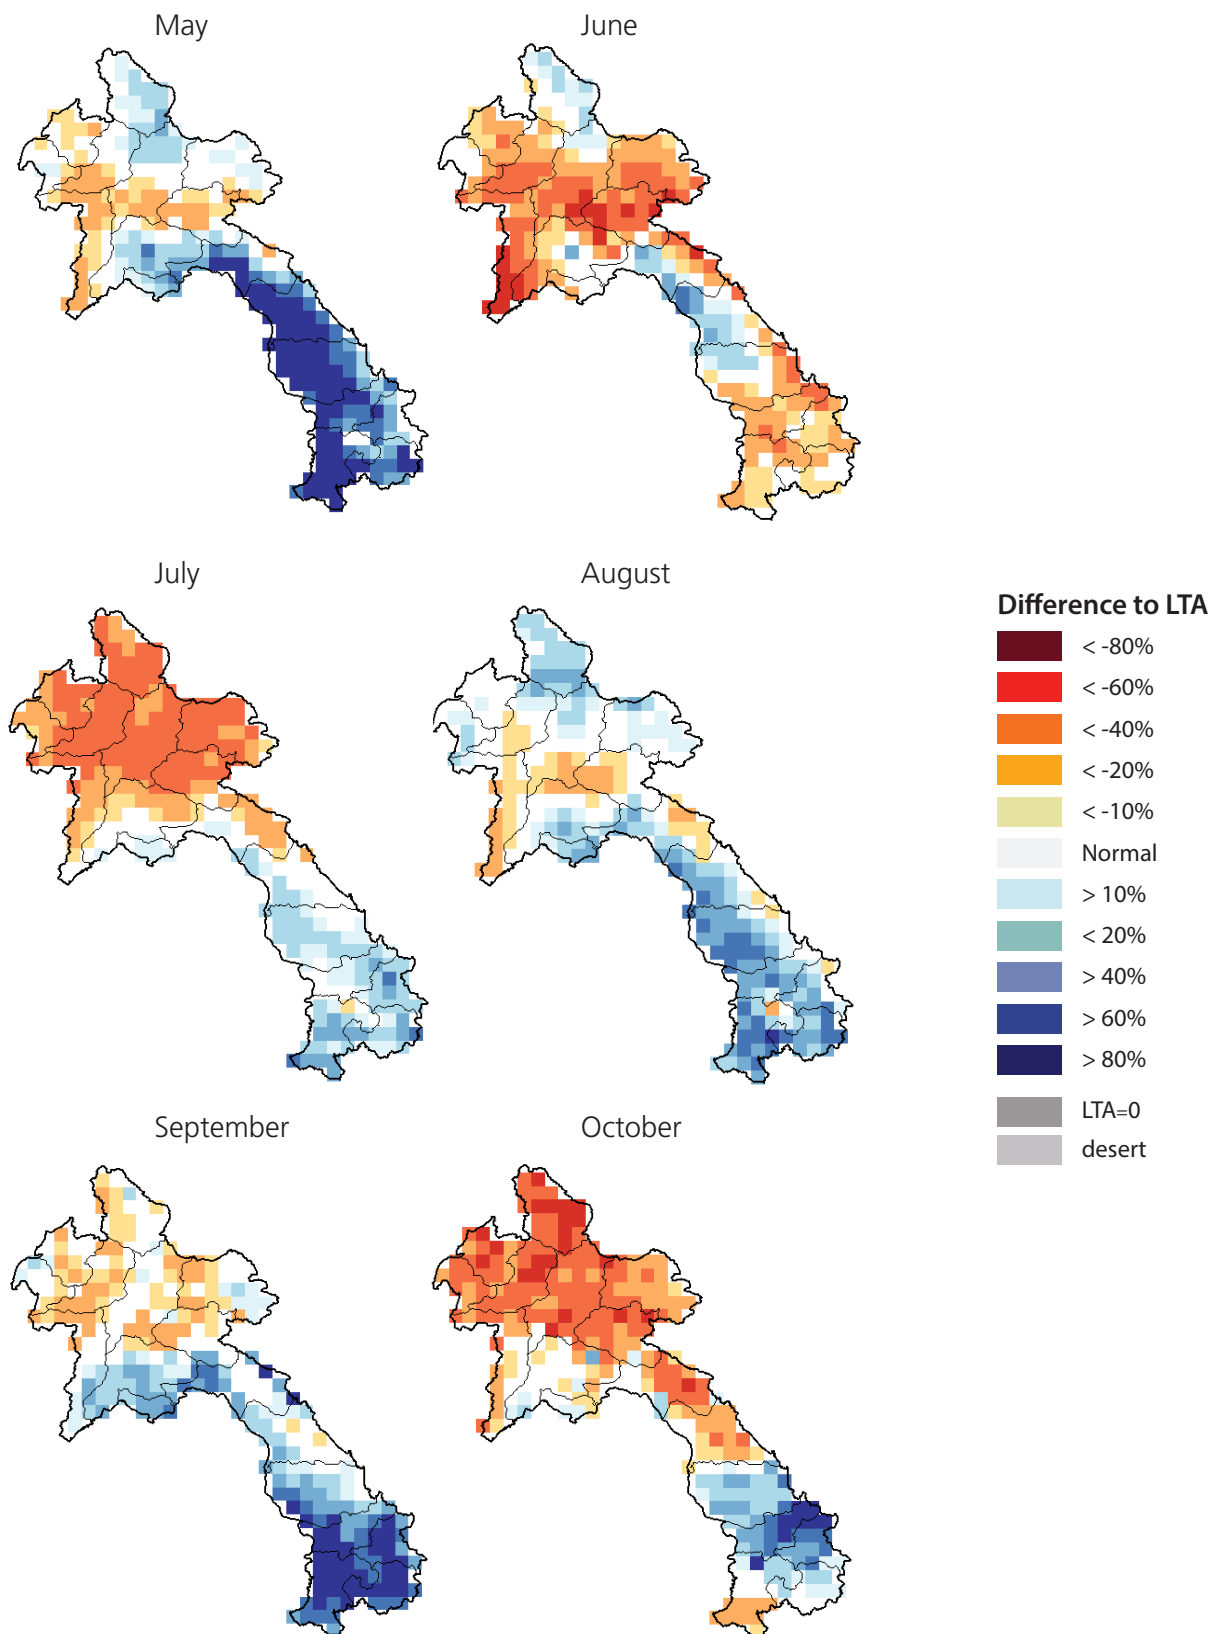 May
June
July
August
Difference to LTA
< -80%
< -60%
< -40%
< -20%
< -10%
Normal
> 10%
< 20%
> 40%
> 60%
> 80%
LTA=0
desert
September
October